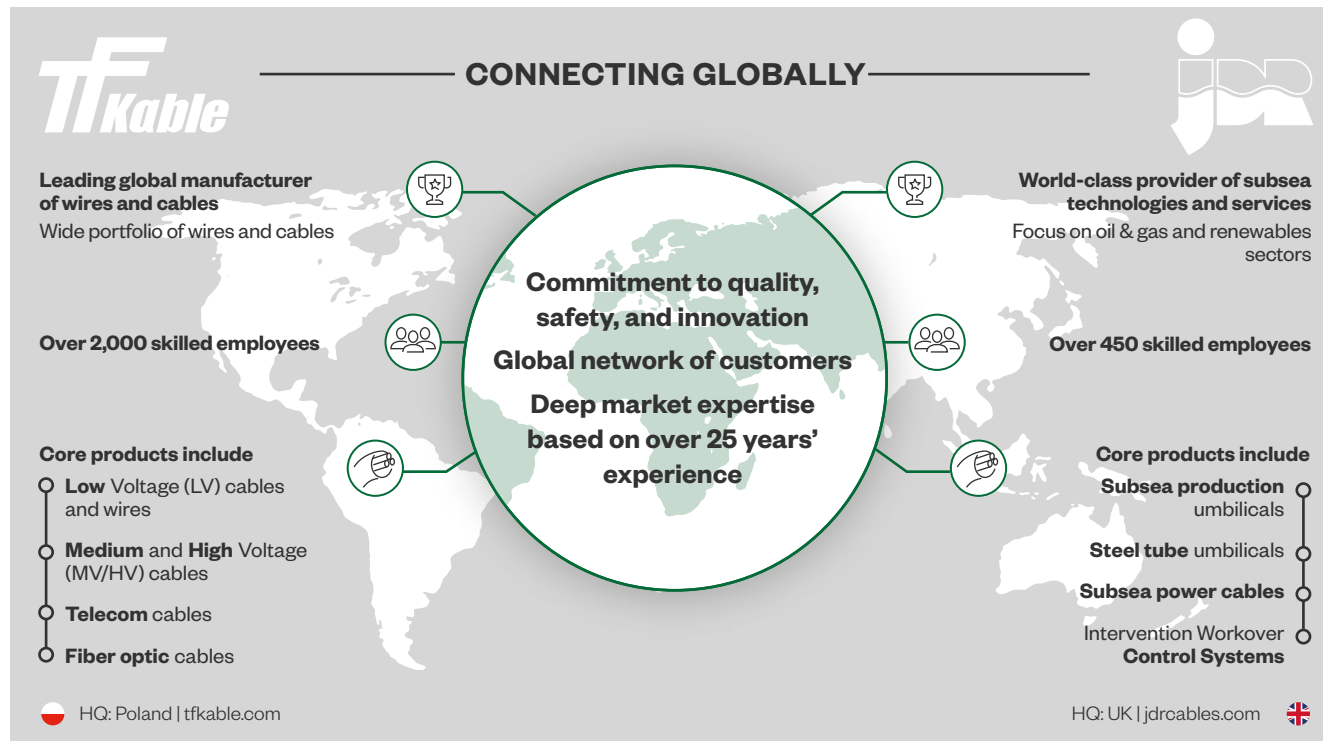 TF Kable
CONNECTING GLOBALLY
jDR
Leading global manufacturer
of wires and cables
Wide portfolio of wires and cables
Over 2,000 skilled employees
Core products include
Low Voltage (LV) cables
and wires
Medium and High Voltage
(MV/HV) cables
Telecom cables
Fiber optic cables
HQ: Poland | tfkable.com
Commitment to quality,
safety, and innovation
Global network of customers
Deep market expertise
based on over 25 years’
experience
World-class provider of subsea
technologies and services
Focus on oil & gas and renewables
sectors
Over 450 skilled employees
Core products include
Subsea production
umbilicals
Steel tube umbilicals
Subsea power cables
Intervention Workover
Control Systems
HQ: UK | jdrcables.com